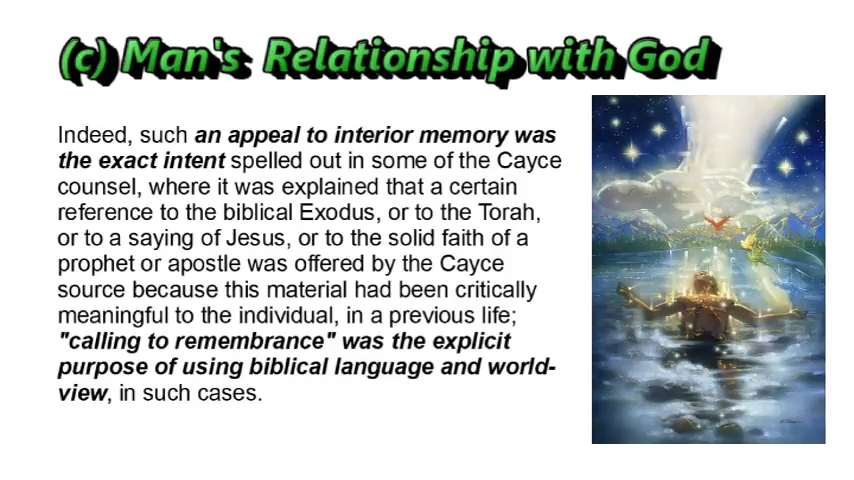 (c) Man's Relationship with God
Indeed, such an appeal to interior memory was
the exact intent spelled out in some of the Cayce
counsel, where it was explained that a certain
reference to the biblical Exodus, or to the Torah,
or to a saying of Jesus, or to the solid faith of a
prophet or apostle was offered by the Cayce
source because this material had been critically
meaningful to the individual, in a previous life;
"calling to remembrance" was the explicit
purpose of using biblical language and world-
view, in such cases.